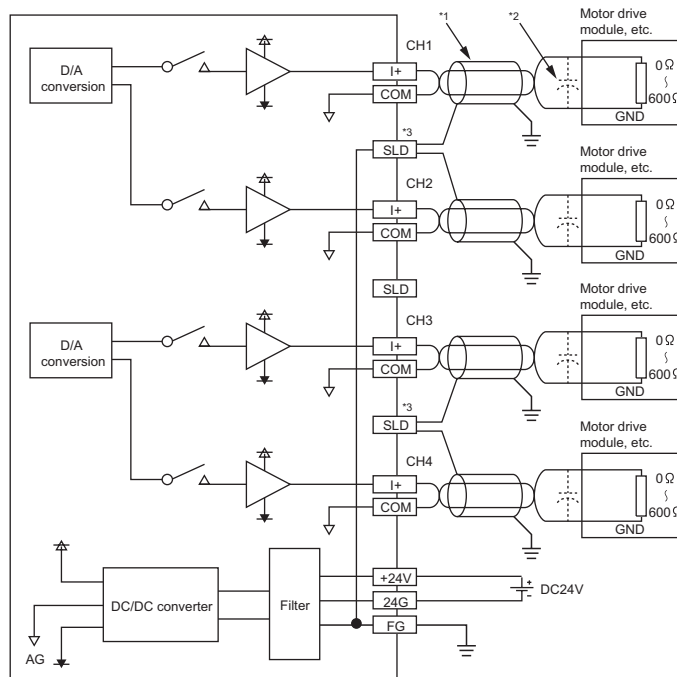 *1
*2
Motor drive
module, etc.
CH1
D/A
conversion
I+
COM
0Ω
~
600Ω
GND
*3
SLD
Motor drive
module, etc.
CH2
I+
COM
0Ω
~
600Ω
GND
SLD
Motor drive
module, etc.
CH3
D/A
conversion
I+
COM
0Ω
~
600Ω
GND
*3
SLD
Motor drive
module, etc.
CH4
I+
COM
0Ω
~
600Ω
GND
DC/DC converter
Filter
+24V
24G
FG
+
-
DC24V
AG